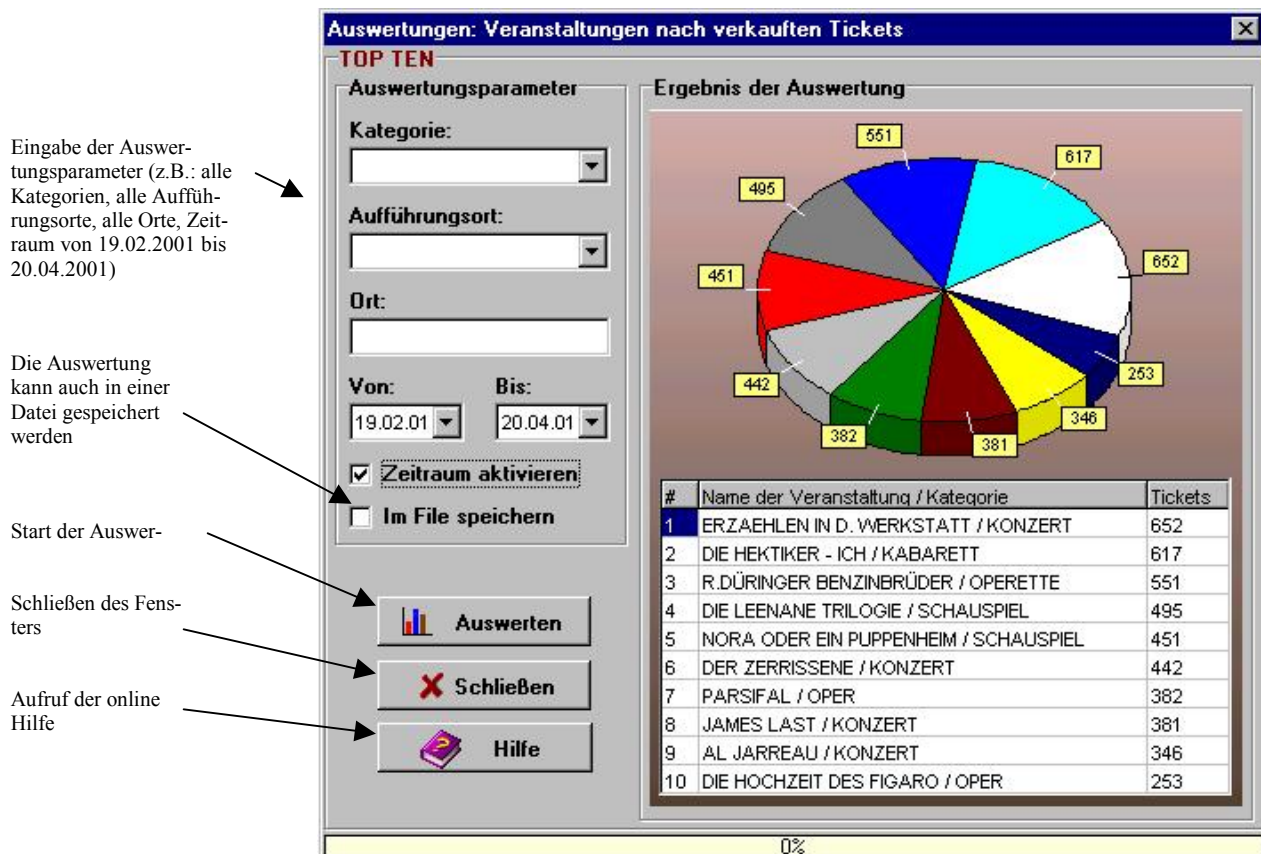 Auswertungen: Veranstaltungen nach verkauften Tickets
TOP TEN
Auswertungsparameter
Kategorie:
Aufführungsort:
Ort:
Von:
Bis:
19.02.01
20.04.01
Zeitraum aktivieren
Im File speichern
Auswerten
Schließen
Hilfe
Eingabe der Auswer-
tungsparameter (z.B.: alle
Kategorien, alle Auffüh-
rungsorte, alle Orte, Zeit-
raum von 19.02.2001 bis
20.04.2001)
Die Auswertung
kann auch in einer
Datei gespeichert
werden
Start der Auswer-
Schließen des Fens-
ters
Aufruf der online
Hilfe
Ergebnis der Auswertung
551
617
495
652
451
253
442
346
382
381
# Name der Veranstaltung / Kategorie Tickets
1 ERZAEHLEN IN D. WERKSTATT / KONZERT 652
2 DIE HEKTIKER - ICH / KABARETT 617
3 R.DÜRINGER BENZINBRÜDER / OPERETTE 551
4 DIE LEENANE TRILOGIE / SCHAUSPIEL 495
5 NORA ODER EIN PUPPENHEIM / SCHAUSPIEL 451
6 DER ZERRISSENE / KONZERT 442
7 PARSIFAL / OPER 382
8 JAMES LAST / KONZERT 381
9 AL JARREAU / KONZERT 346
10 DIE HOCHZEIT DES FIGARO / OPER 253
0%